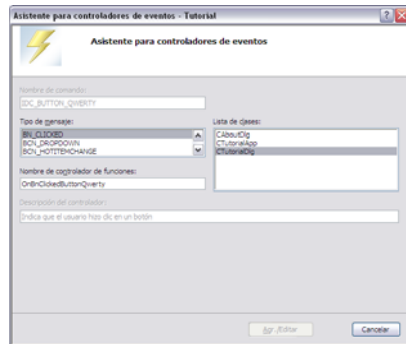 Asistente para controladores de eventos - Tutorial
Asistente para controladores de eventos
Nombre de comando:
IDC_BUTTON_QWERTY
Tipo de mensaje:
BN_CLICKED
BCN_DROPDOWN
BCN_HOTITEMCHANGE
Lista de clases:
CAboutDlg
CTutorialApp
CTutorialDlg
Nombre de controlador de funciones:
OnBnClickedButtonQwerty
Descripción del controlador:
Indica que el usuario hizo clic en un botón
Agr./Editar
Cancelar